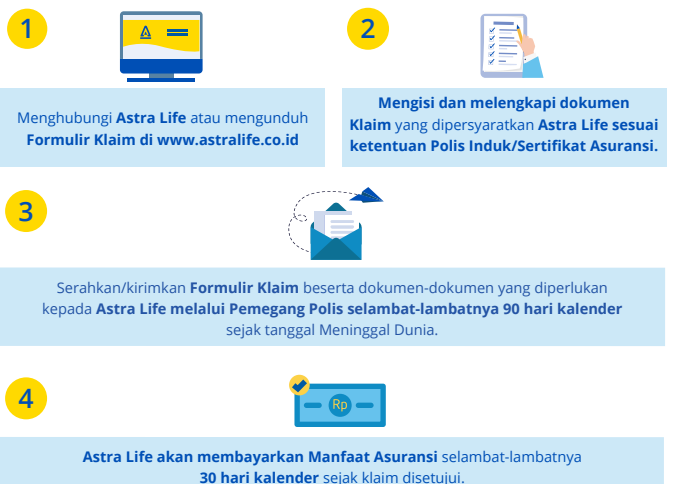 1
Menghubungi Astra Life atau mengunduh
Formulir Klaim di www.astralife.co.id
2
Mengisi dan melengkapi dokumen
Klaim yang dipersyaratkan Astra Life sesuai
ketentuan Polis Induk/Sertifikat Asuransi.
3
Serahkan/kirimkan Formulir Klaim beserta dokumen-dokumen yang diperlukan
kepada Astra Life melalui Pemegang Polis selambat-lambatnya 90 hari kalender
sejak tanggal Meninggal Dunia.
4
Rp
Astra Life akan membayarkan Manfaat Asuransi selambat-lambatnya
30 hari kalender sejak klaim disetujui.